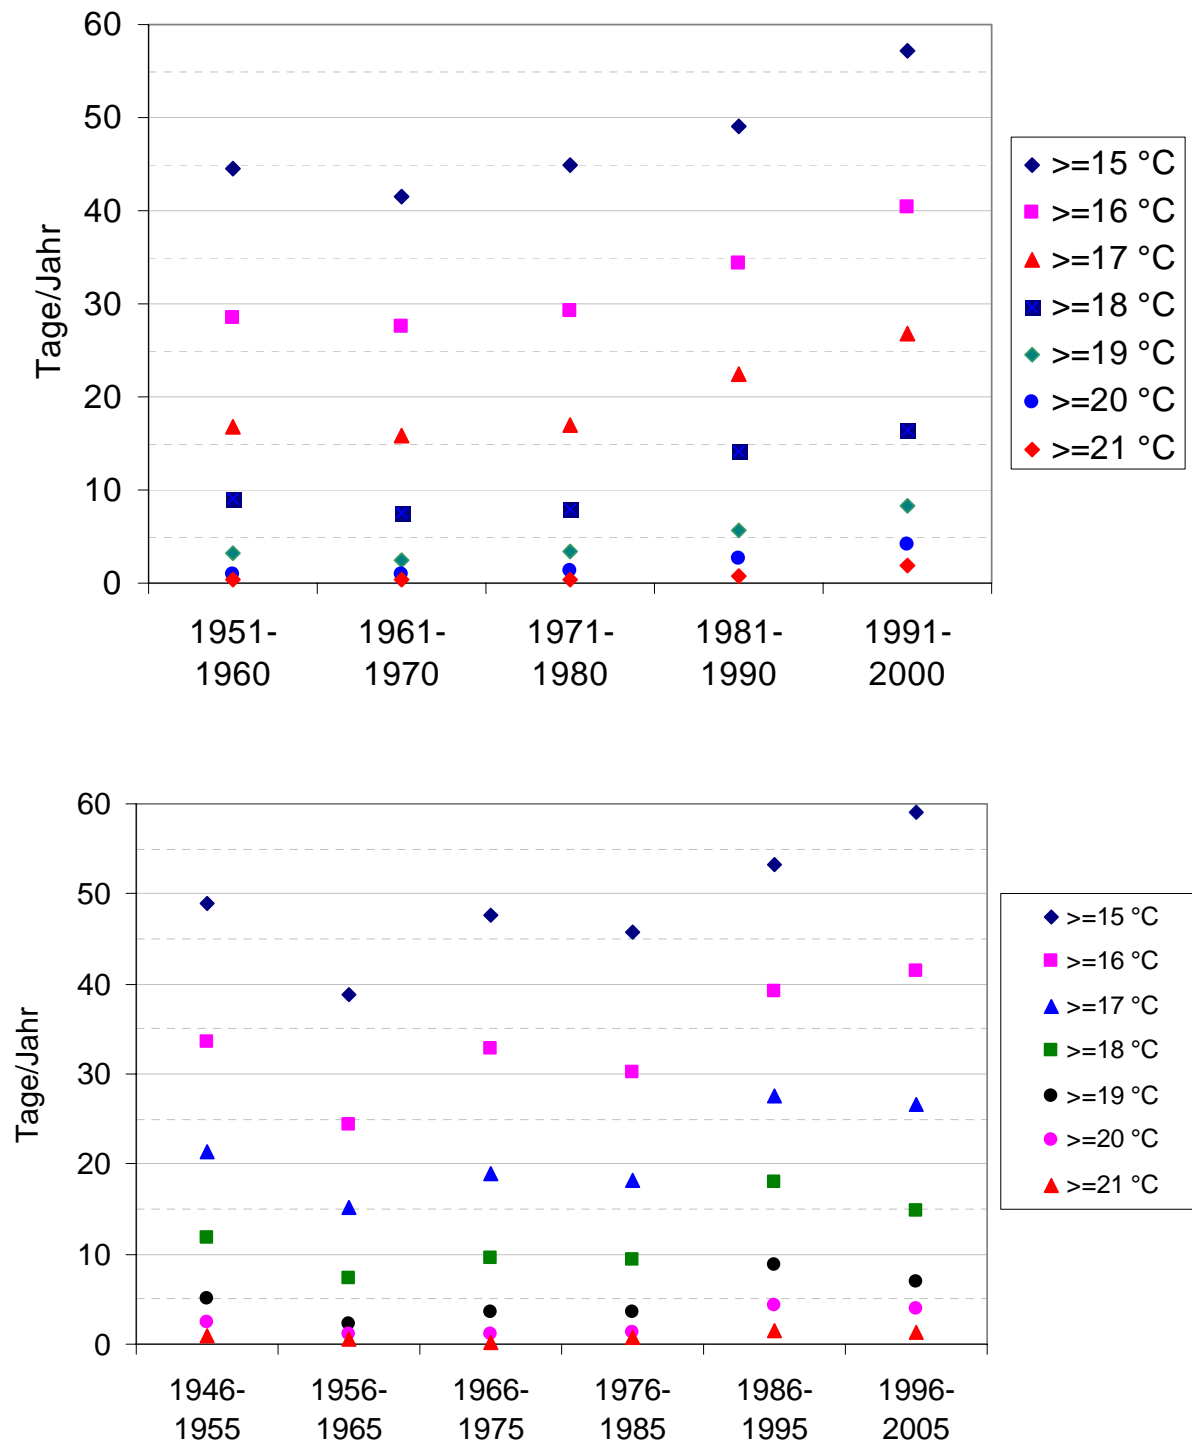 60
50
40
30
20
10
0
Tage/Jahr
1951-
1960
1961-
1970
1971-
1980
1981-
1990
1991-
2000
>=15 °C
>=16 °C
>=17 °C
>=18 °C
>=19 °C
>=20 °C
>=21 °C
60
50
40
30
20
10
0
Tage/Jahr
1946-
1955
1956-
1965
1966-
1975
1976-
1985
1986-
1995
1996-
2005
>=15 °C
>=16 °C
>=17 °C
>=18 °C
>=19 °C
>=20 °C
>=21 °C